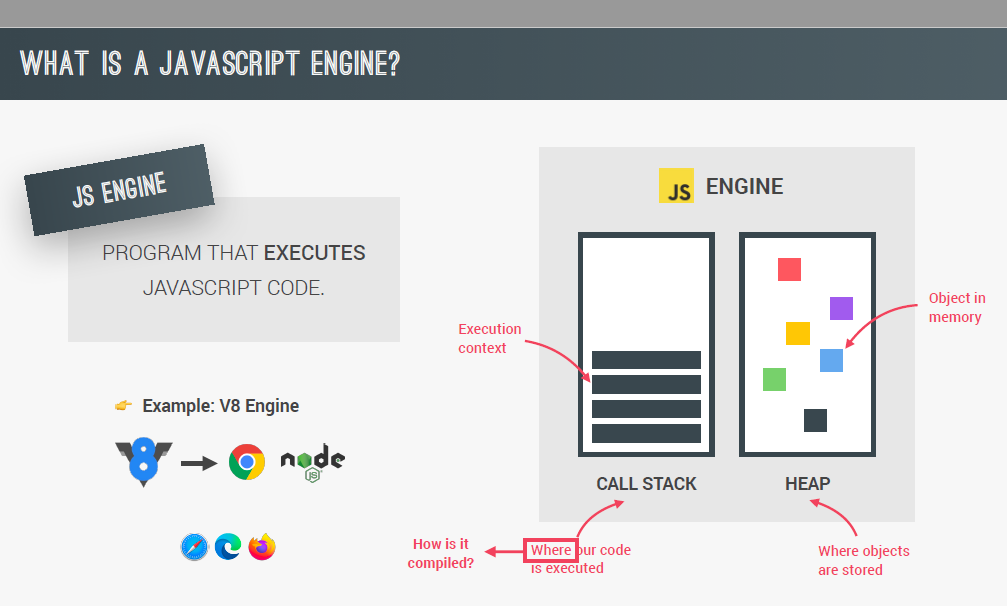 WHAT IS A JAVASCRIPT ENGINE?
JS ENGINE
PROGRAM THAT EXECUTES
JAVASCRIPT CODE.
👉 Example: V8 Engine
node
JS
JS ENGINE
Execution
context
Object in
memory
CALL STACK
HEAP
How is it
compiled?
Where our code
is executed
Where objects
are stored